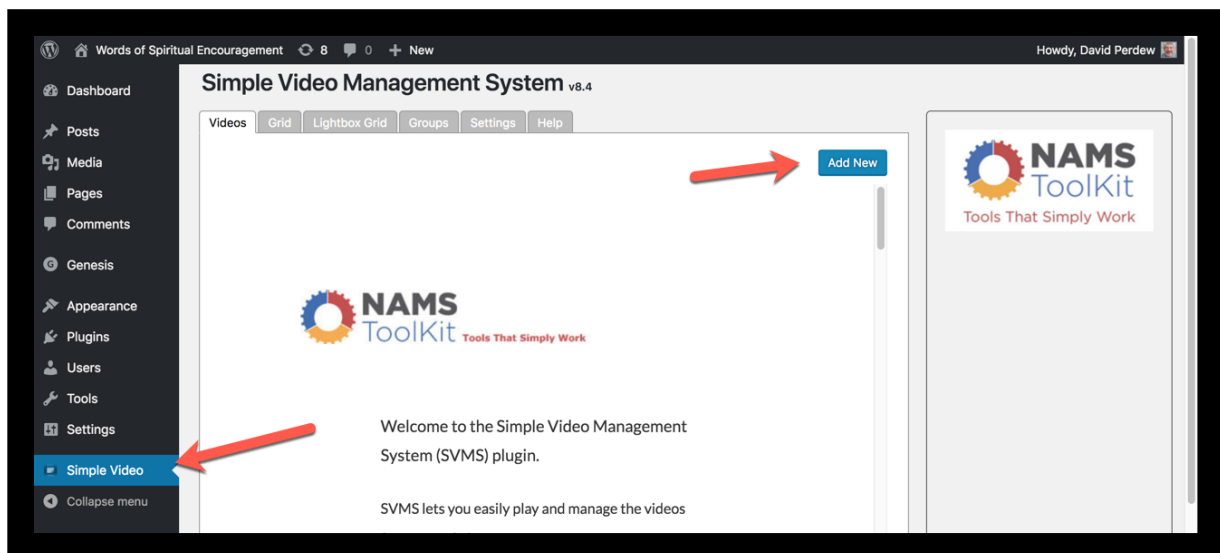 Words of Spiritual Encouragement 8 0 + New Howdy, David Perdew
Dashboard
Posts
Media
Pages
Comments
Genesis
Appearance
Plugins
Users
Tools
Settings
Simple Video
Collapse menu
Simple Video Management System v8.4
Videos Grid Lightbox Grid Groups Settings Help
Add New
NAMS
ToolKit Tools That Simply Work
Welcome to the Simple Video Management
System (SVMS) plugin.
SVMS lets you easily play and manage the videos
NAMS
ToolKit
Tools That Simply Work